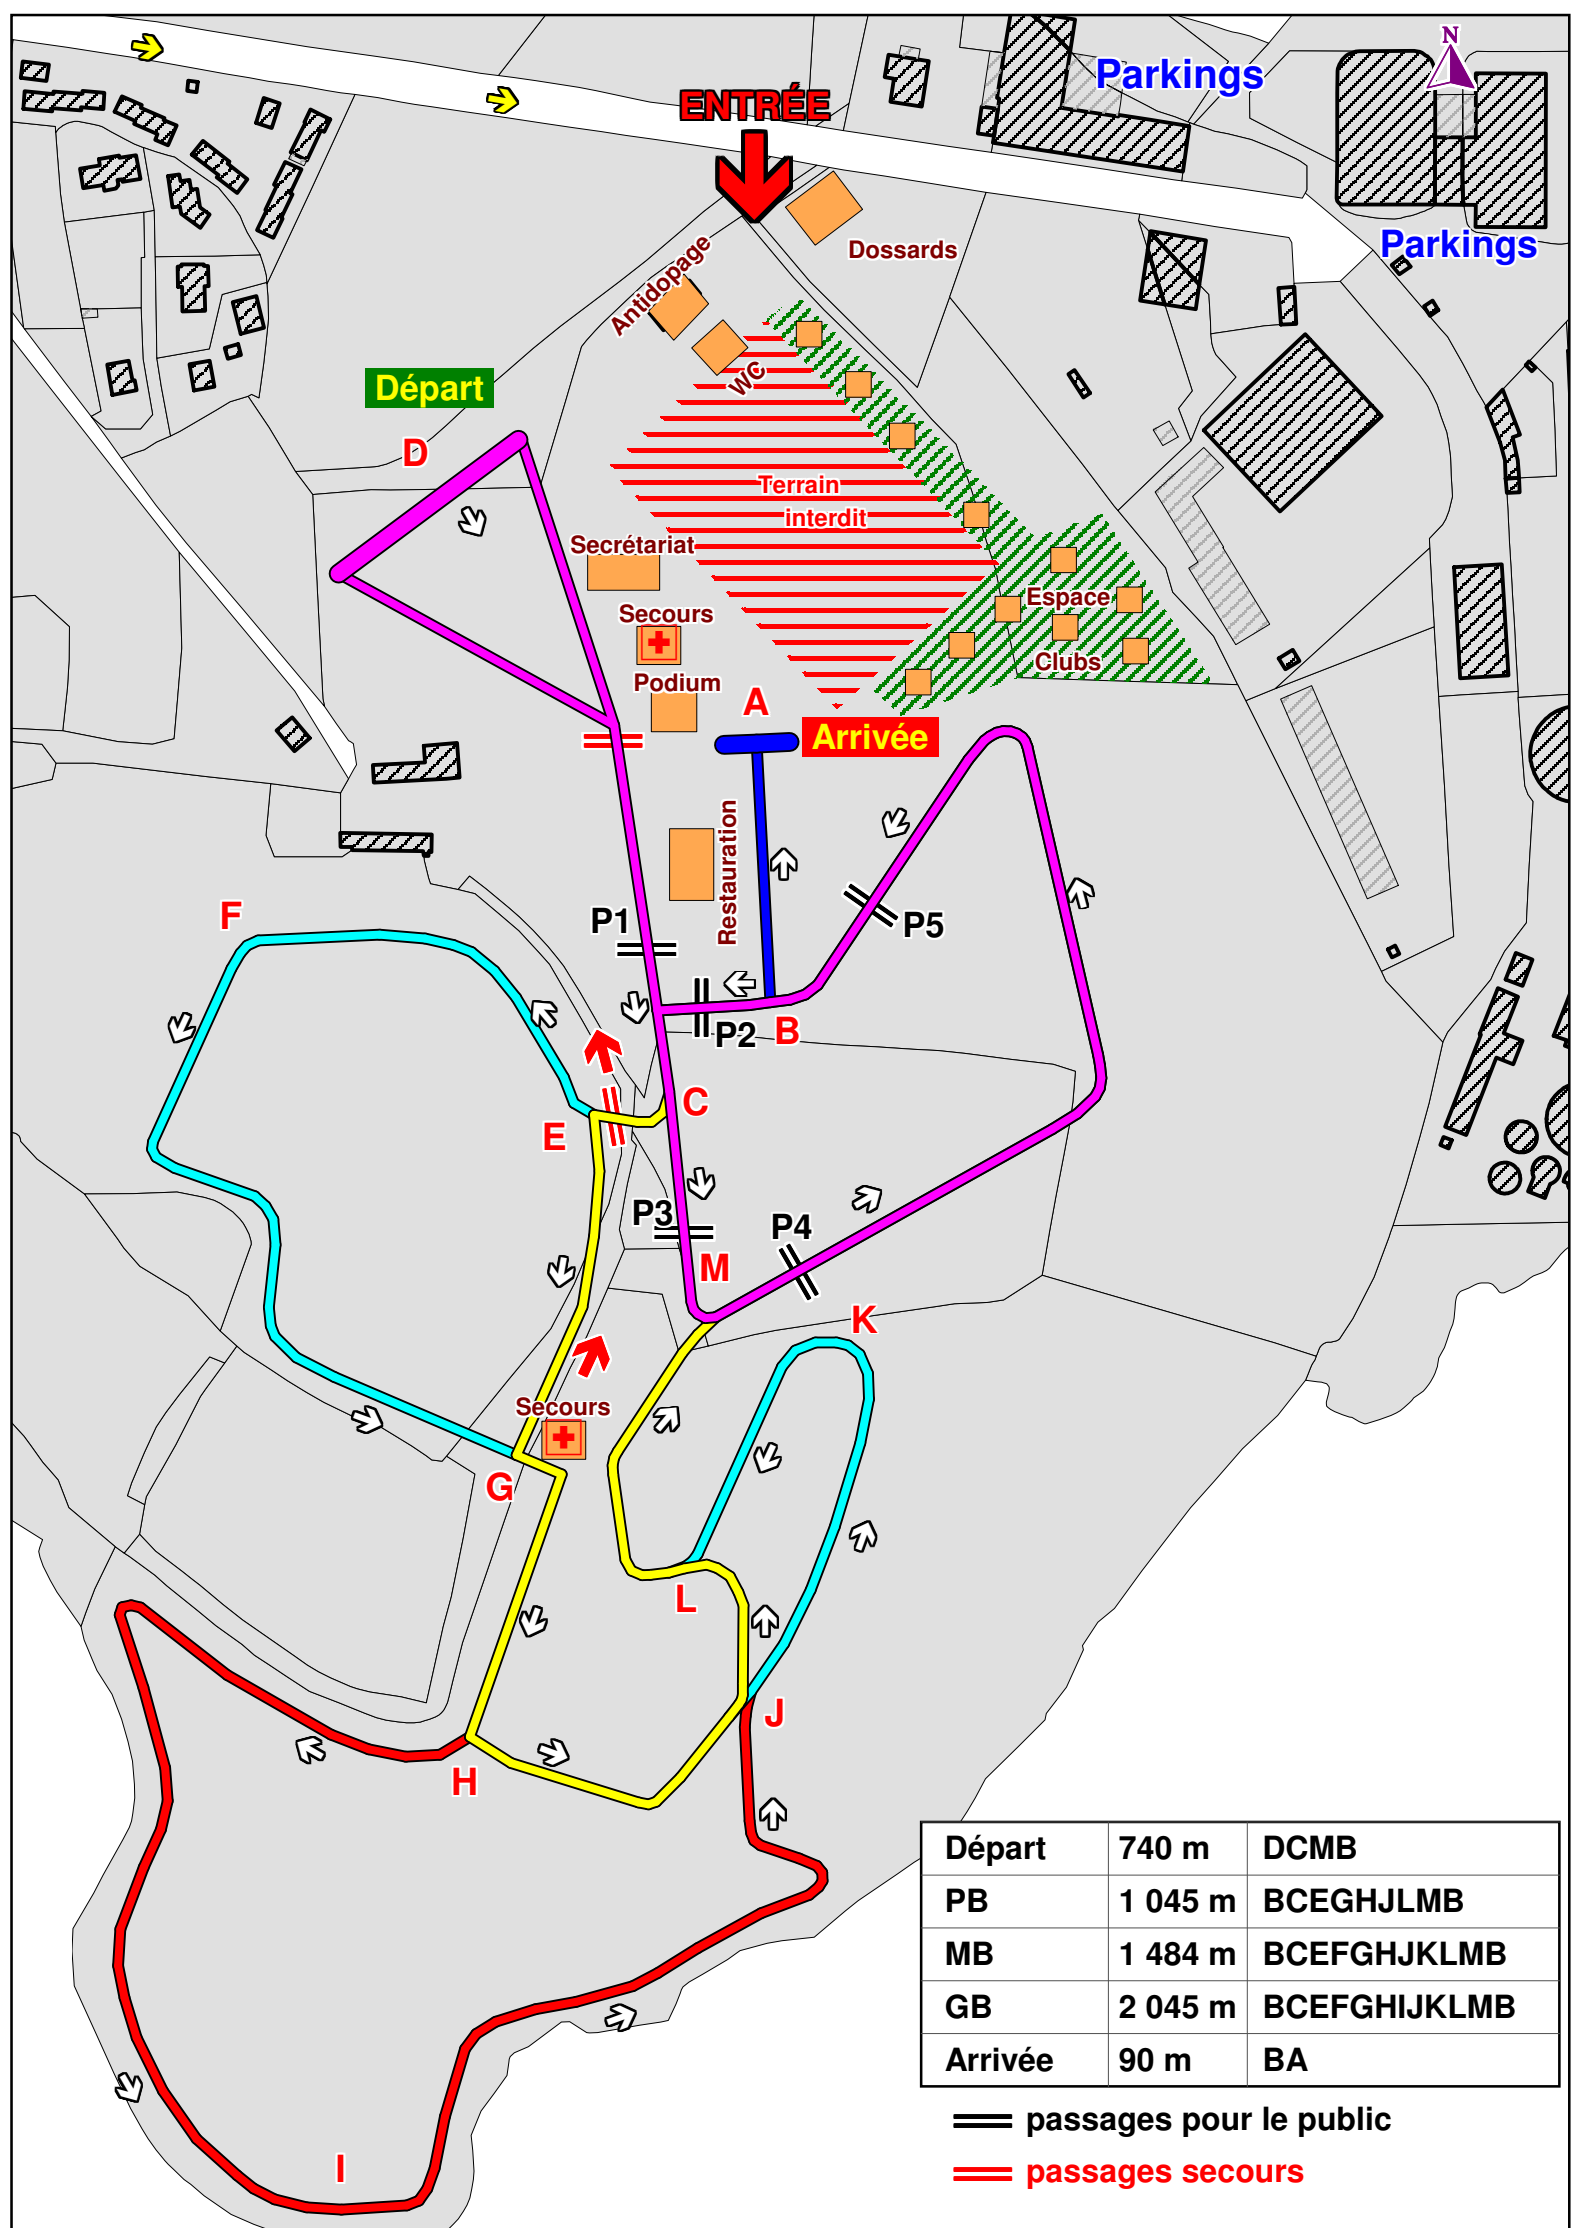 N
Parkings
ENTRÉE
Parkings
Dossards
Antidopage
WC
Départ
D
Terrain
interdit
Secrétariat
Espace
Secours
Clubs
Podium
A
Arrivée
Restauration
F
P1
P5
P2
B
C
E
P3
P4
M
K
Secours
G
L
J
H
Départ 740 m DCMB
PB 1 045 m BCEGHJLMB
MB 1 484 m BCEFGHJKLMB
GB 2 045 m BCEFGHIJKLMB
Arrivée 90 m BA
passages pour le public
I
passages secours